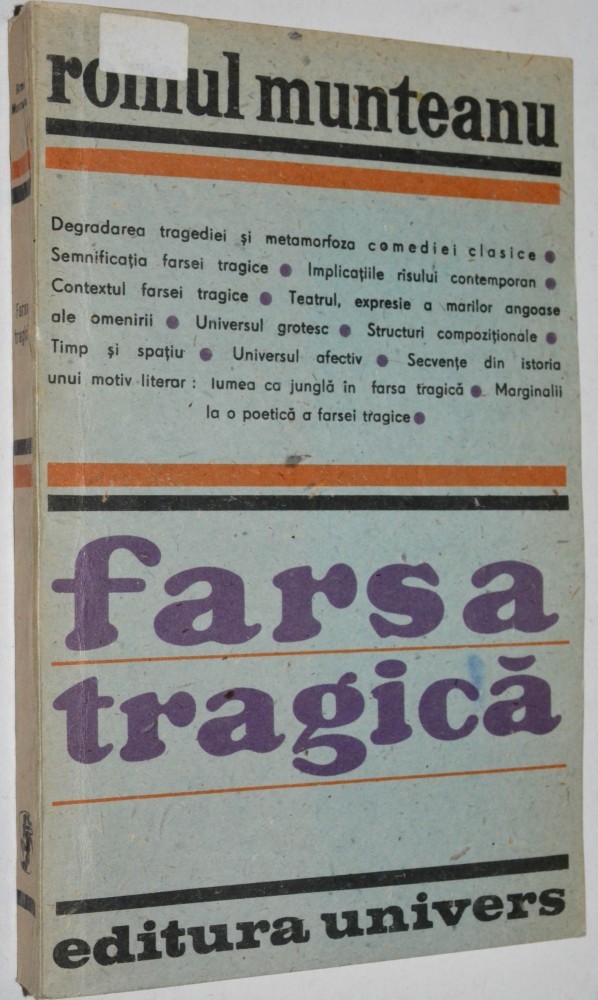 romul munteanu
Degradarea tragediei și metamorfoza comediei clasice ●
Semnificația farsei tragice ● Implicațiile risului contemporan ●
Contextul farsei tragice ● Teatrul, expresie a marilor angoase
ale omenirii ● Universul grotesc ● Structuri compoziționale ●
Timp și spațiu ● Universul afectiv ● Secvențe din istoria
unui motiv literar : lumea ca junglă în farsa tragică ● Marginalii
la o poetică a farsei tragice ●
farsa
tragică
editura univers
Farsa